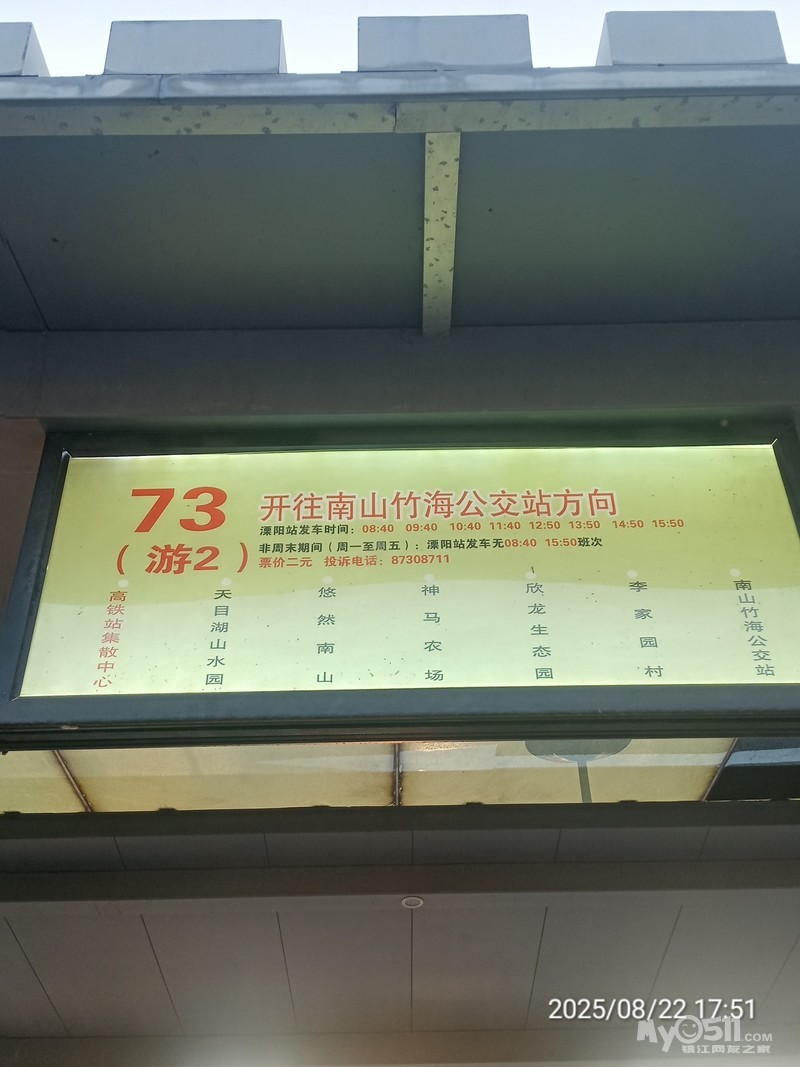 73
（游2）
开往南山竹海公交站方向
溧阳站发车时间：08:40 09:40 10:40 11:40 12:50 13:50 14:50 15:50
非周末期间（周一至周五）：溧阳站发车无08:40 15:50班次
票价二元 投诉电话：87308711
高铁站集散中心
天目湖山水园
悠然南山
神马农场
欣龙生态园
李家园村
南山竹海公交站
2025/08/22 17:51
My0511.COM
镇江网友之家